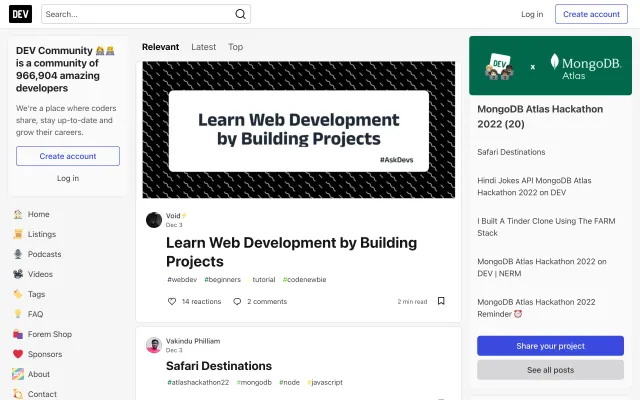 DEV
Search...
Log in
Create account
DEV Community
is a community of
966,904 amazing
developers
We're a place where coders
share, stay up-to-date and
grow their careers.
Create account
Log in
Home
Listings
Podcasts
Videos
Tags
FAQ
Forem Shop
Sponsors
About
Contact
Relevant
Latest
Top
Learn Web Development
by Building Projects
#AskDevs
Void⚡
Dec 3
Learn Web Development by Building
Projects
#webdev #beginners tutorial #codenewbie
14 reactions
2 comments
2 min read
Vakindu Philliam
Dec 3
Safari Destinations
#atlashackathon22 #mongodb #node #javascript
DEV
x
MongoDB.
Atlas
MongoDB Atlas Hackathon
2022 (20)
Safari Destinations
Hindi Jokes API MongoDB Atlas
Hackathon 2022 on DEV
I Built A Tinder Clone Using The FARM
Stack
MongoDB Atlas Hackathon 2022 on
DEV | NERM
MongoDB Atlas Hackathon 2022
Reminder ⏰
Share your project
See all posts